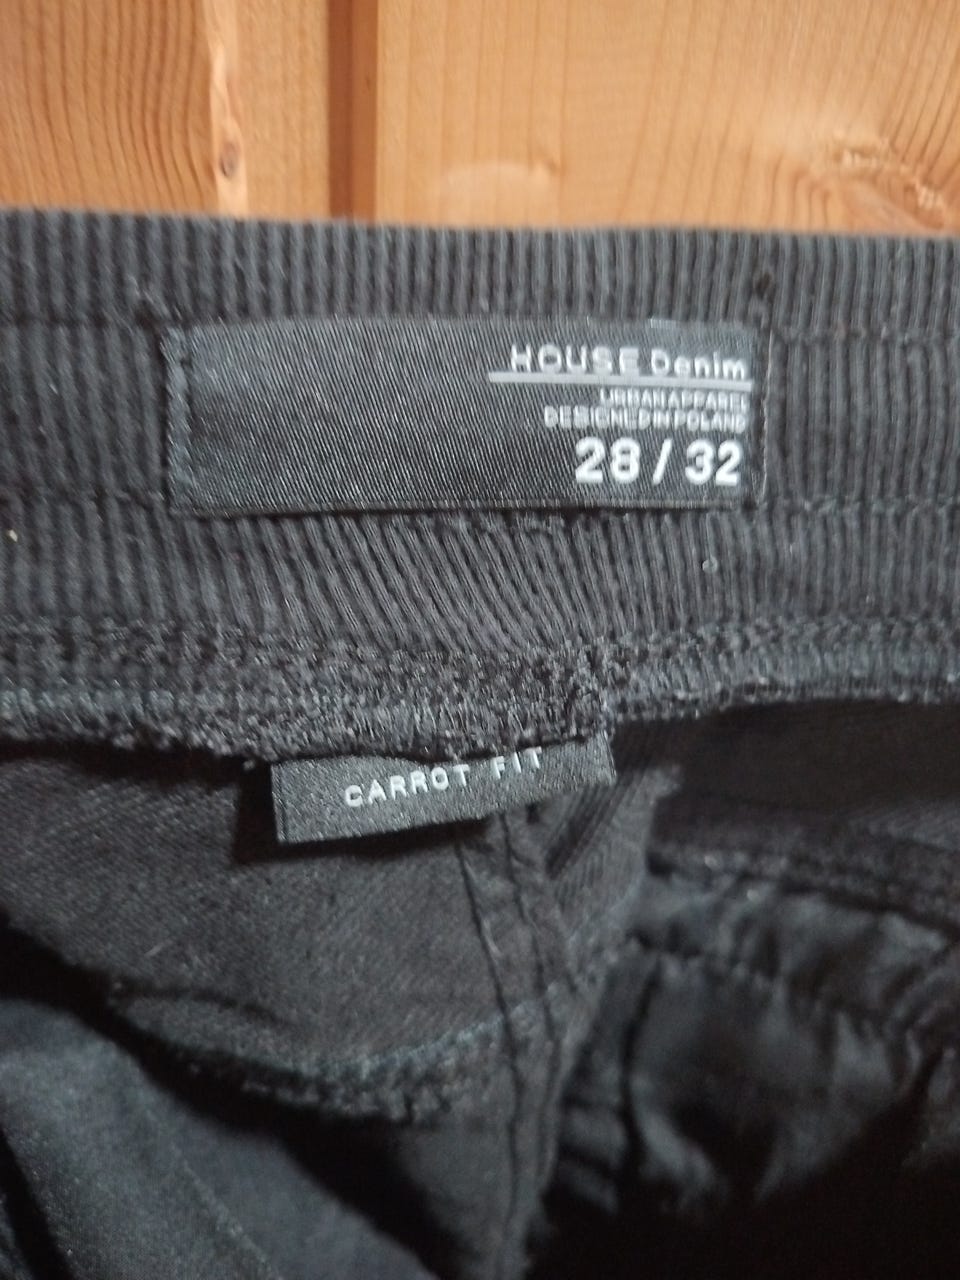 HOUSE Denim
URBAN APPAREL
DESIGNED IN POLAND
28 / 32
CARROT FIT